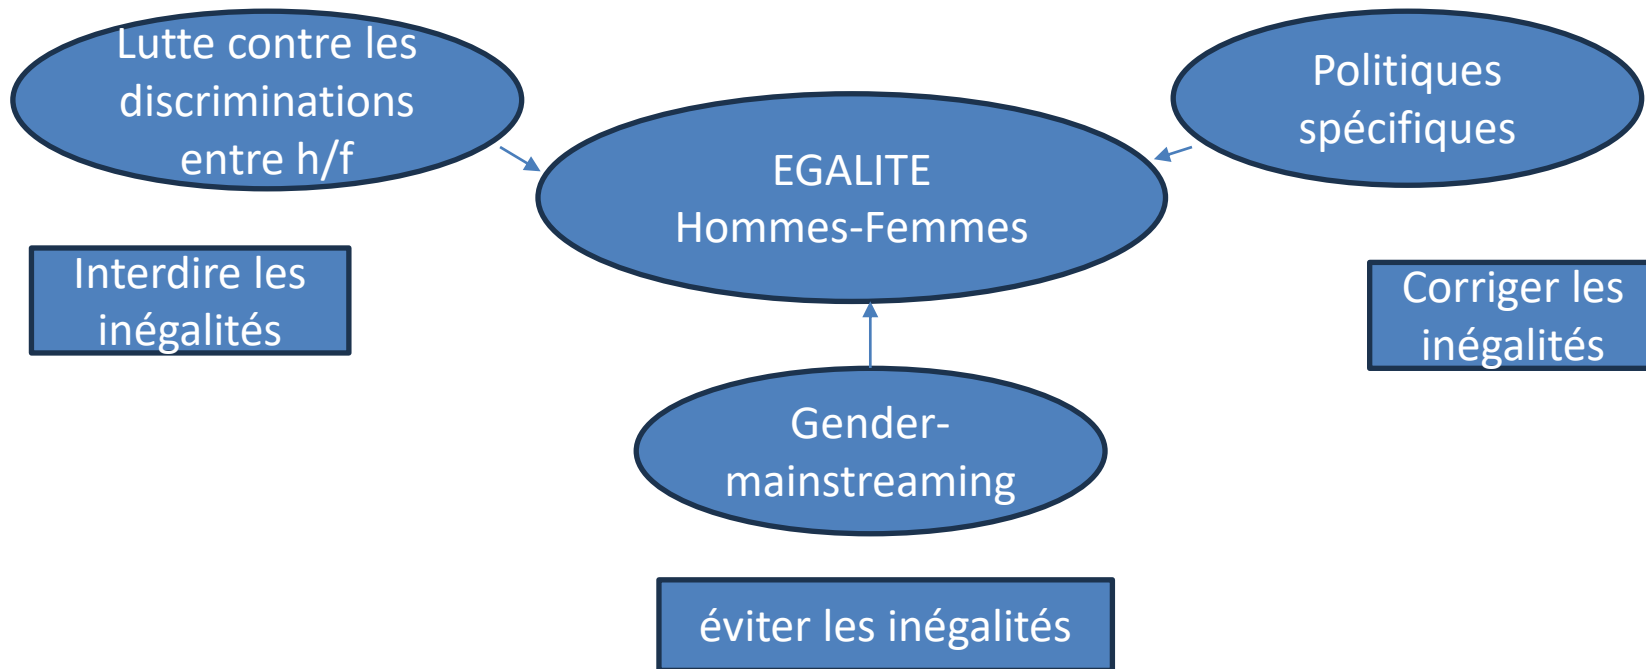 Lutte contre les
discriminations
entre h/f
Politiques
spécifiques
EGALITE
Hommes-Femmes
Interdire les
inégalités
Corriger les
inégalités
Gender-
mainstreaming
éviter les inégalités